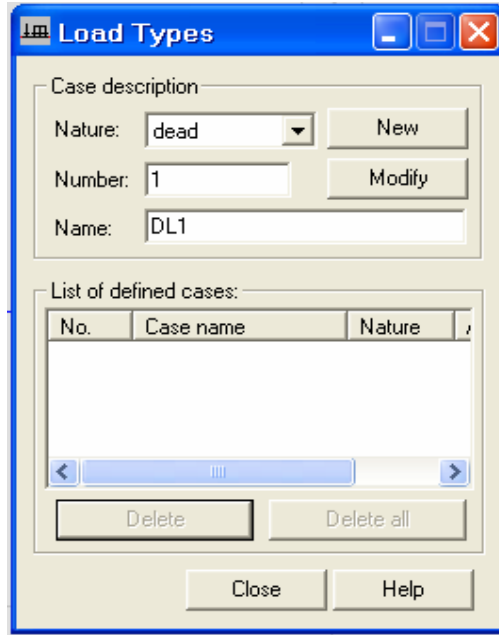 Load Types
Case description
Nature: dead New
Number: 1 Modify
Name: DL1
List of defined cases:
No. Case name Nature
Delete Delete all
Close Help